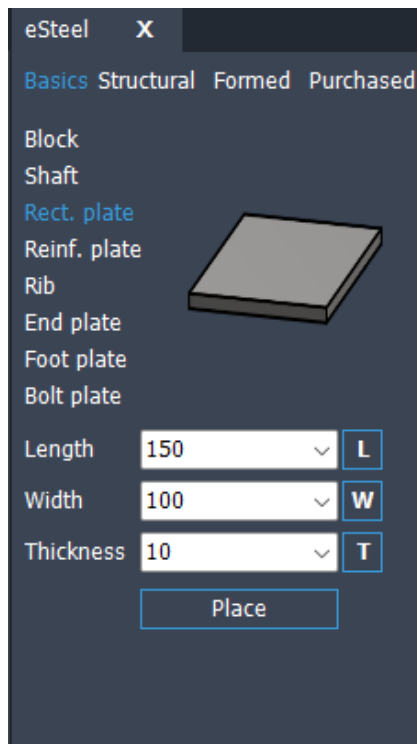 eSteel X
Basics Structural Formed Purchased
Block
Shaft
Rect. plate
Reinf. plate
Rib
End plate
Foot plate
Bolt plate
Length 150 L
Width 100 W
Thickness 10 T
Place